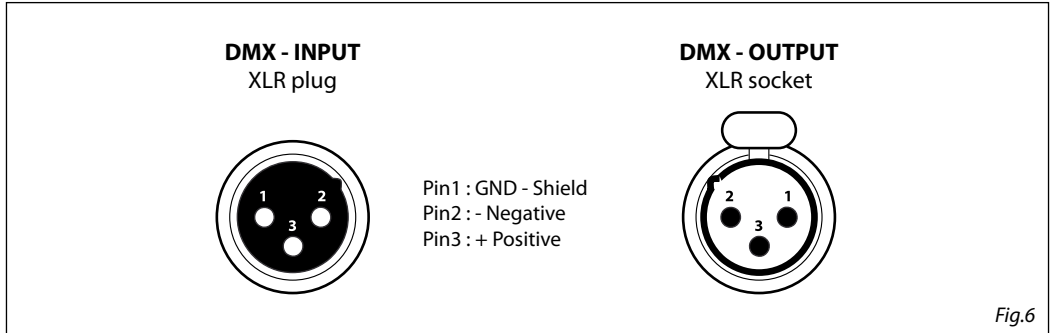 DMX - INPUT
XLR plug
1 2
3
Pin1 : GND - Shield
Pin2 : - Negative
Pin3 : + Positive
DMX - OUTPUT
XLR socket
2 1
3
Fig.6